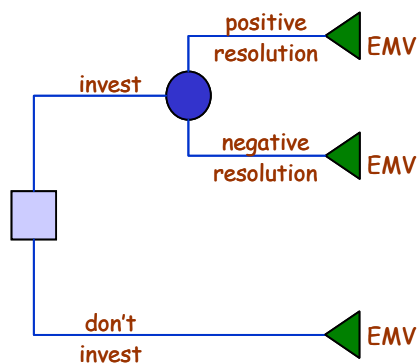 positive
resolution
EMV
invest
negative
resolution
EMV
don't
invest
EMV